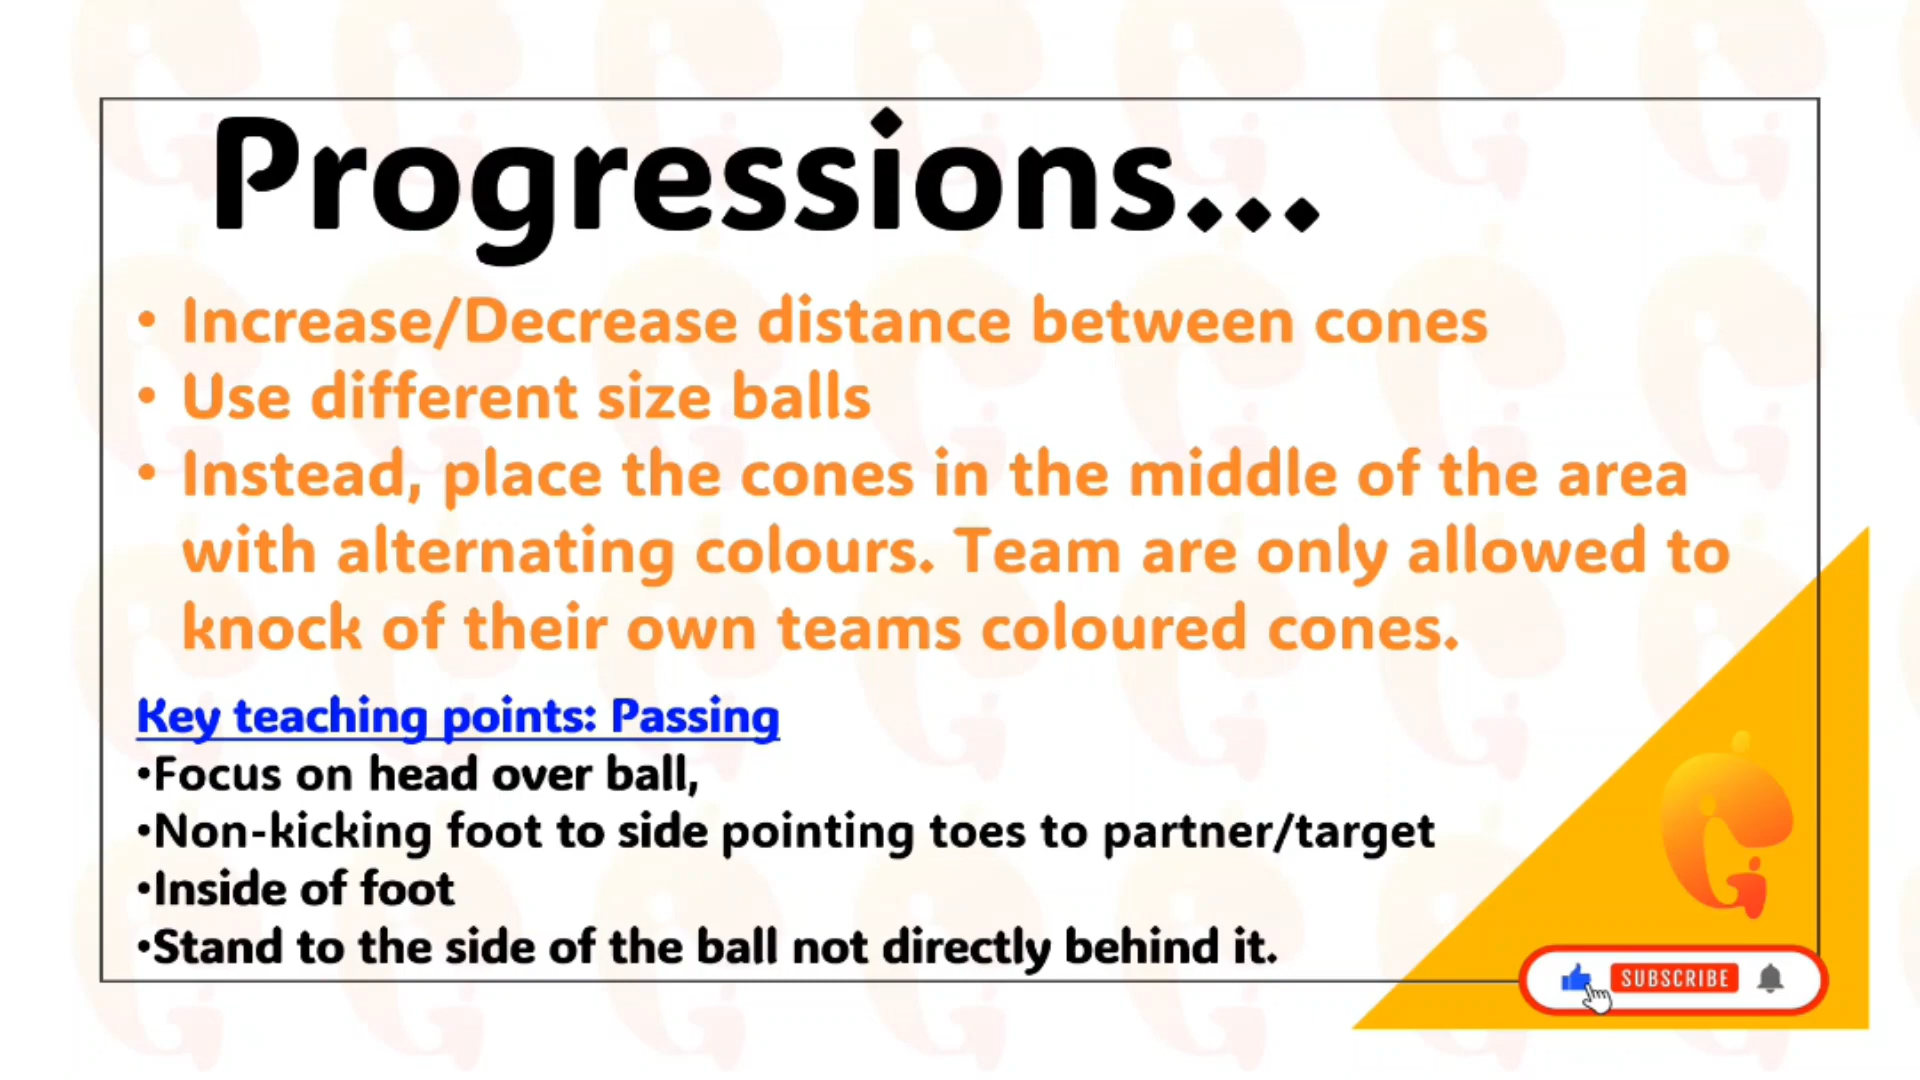 Progressions...
• Increase/Decrease distance between cones
• Use different size balls
• Instead, place the cones in the middle of the area
with alternating colours. Team are only allowed to
knock of their own teams coloured cones.
Key teaching points: Passing
•Focus on head over ball,
•Non-kicking foot to side pointing toes to partner/target
•Inside of foot
•Stand to the side of the ball not directly behind it.
SUBSCRIBE